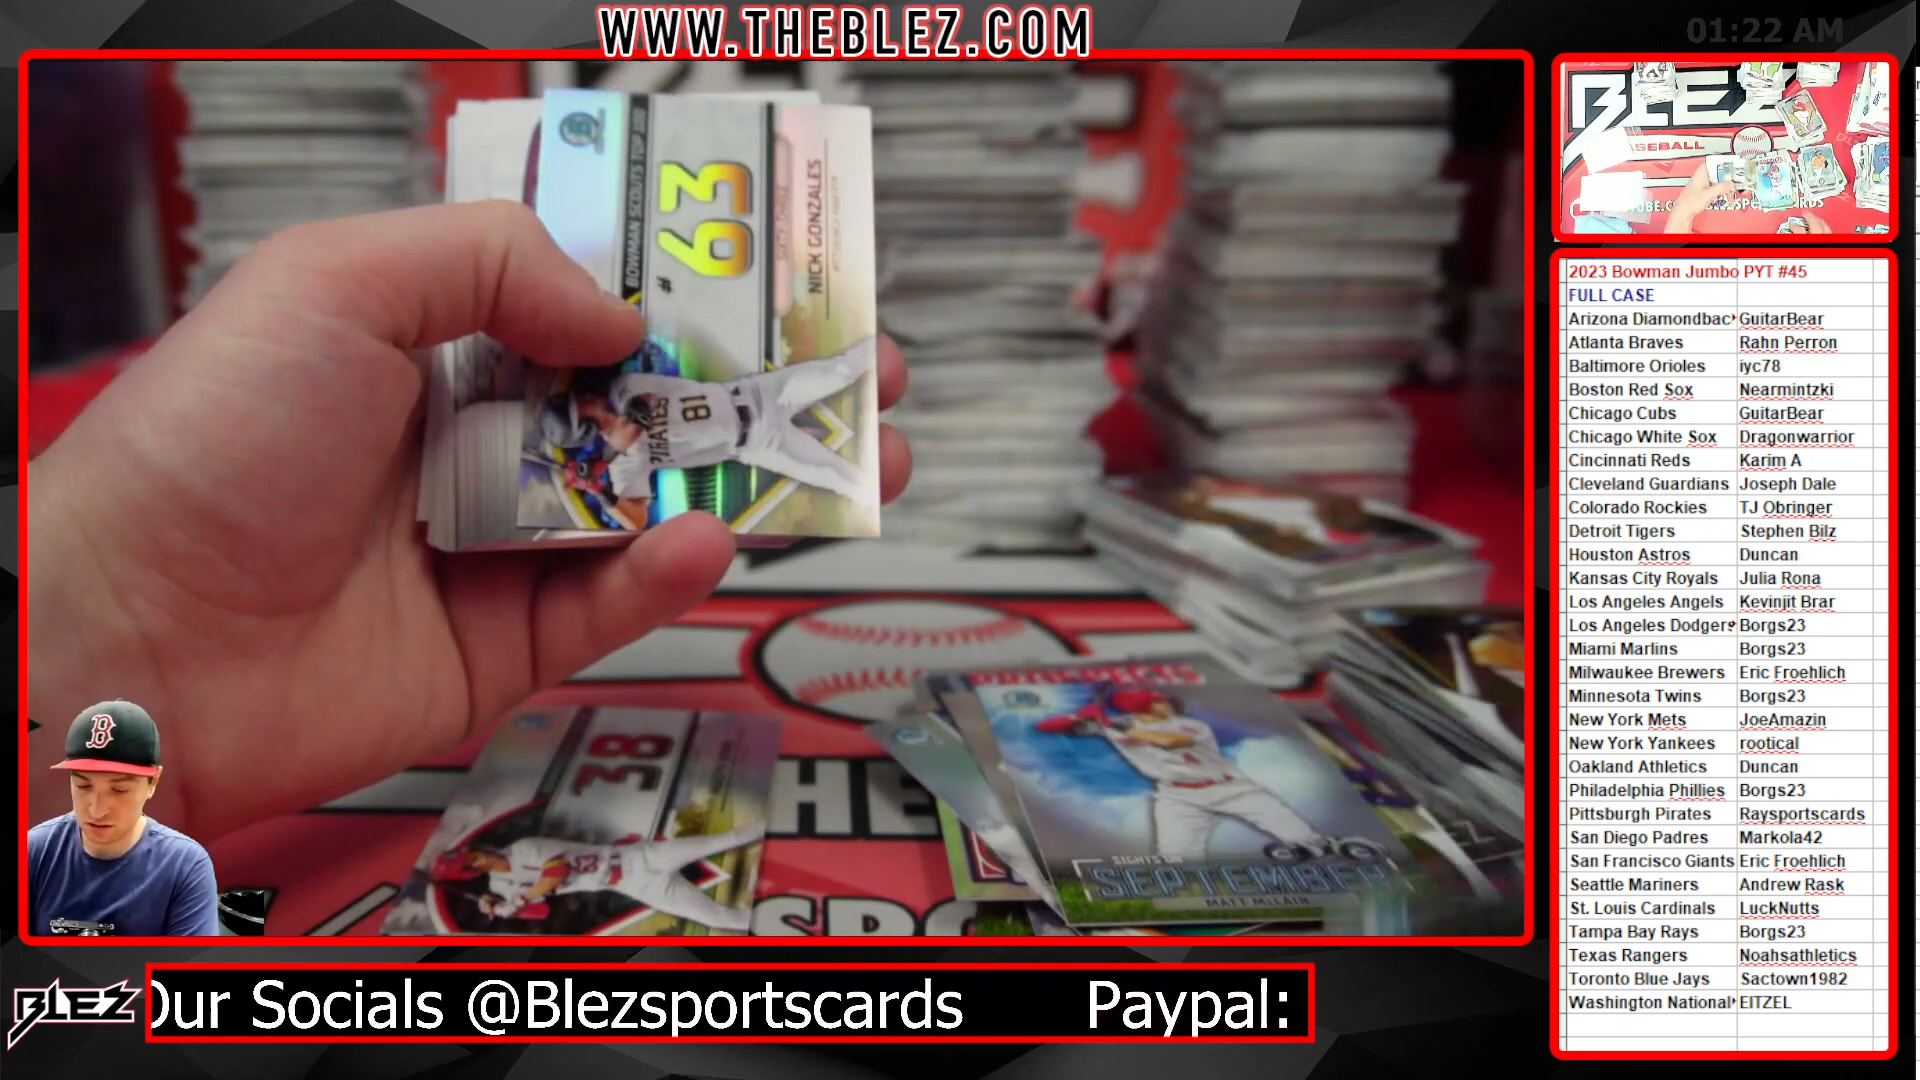 WWW.THEBLEZ.COM
01:22 AM
BOWMAN SCOUTS TOP 100
#
63
NICK GONZALES
PIRATES
81
38
PROSPECTS
SIGHTS ON
SEPTEMBER
MATT MCLAIN
THE
B
BLEZ
BASEBALL
2023 Bowman Jumbo PYT #45
FULL CASE
Arizona Diamondbac GuitarBear
Atlanta Braves Rahn Perron
Baltimore Orioles iyc78
Boston Red Sox Nearmintzki
Chicago Cubs GuitarBear
Chicago White Sox Dragonwarrior
Cincinnati Reds Karim A
Cleveland Guardians Joseph Dale
Colorado Rockies TJ Obringer
Detroit Tigers Stephen Bilz
Houston Astros Duncan
Kansas City Royals Julia Rona
Los Angeles Angels Kevinjit Brar
Los Angeles Dodgers Borgs23
Miami Marlins Borgs23
Milwaukee Brewers Eric Froehlich
Minnesota Twins Borgs23
New York Mets JoeAmazin
New York Yankees rootical
Oakland Athletics Duncan
Philadelphia Phillies Borgs23
Pittsburgh Pirates Raysportscards
San Diego Padres Markola42
San Francisco Giants Eric Froehlich
Seattle Mariners Andrew Rask
St. Louis Cardinals LuckNutts
Tampa Bay Rays Borgs23
Texas Rangers Noahsathletics
Toronto Blue Jays Sactown1982
Washington National EITZEL
BLEZ
Our Socials @Blezsportscards Paypal: